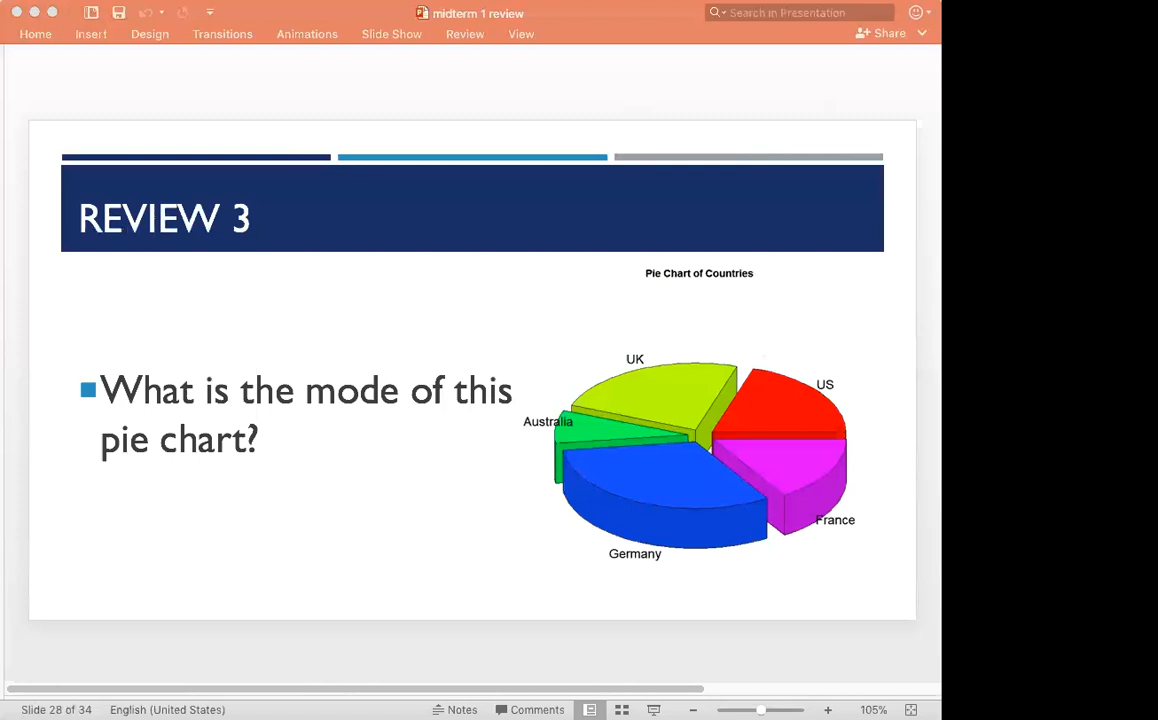 midterm 1 review
Search in Presentation
Home Insert Design Transitions Animations Slide Show Review View
Share
REVIEW 3
Pie Chart of Countries
What is the mode of this
pie chart?
UK
US
Australia
France
Germany
Slide 28 of 34 English (United States) Notes Comments 105%